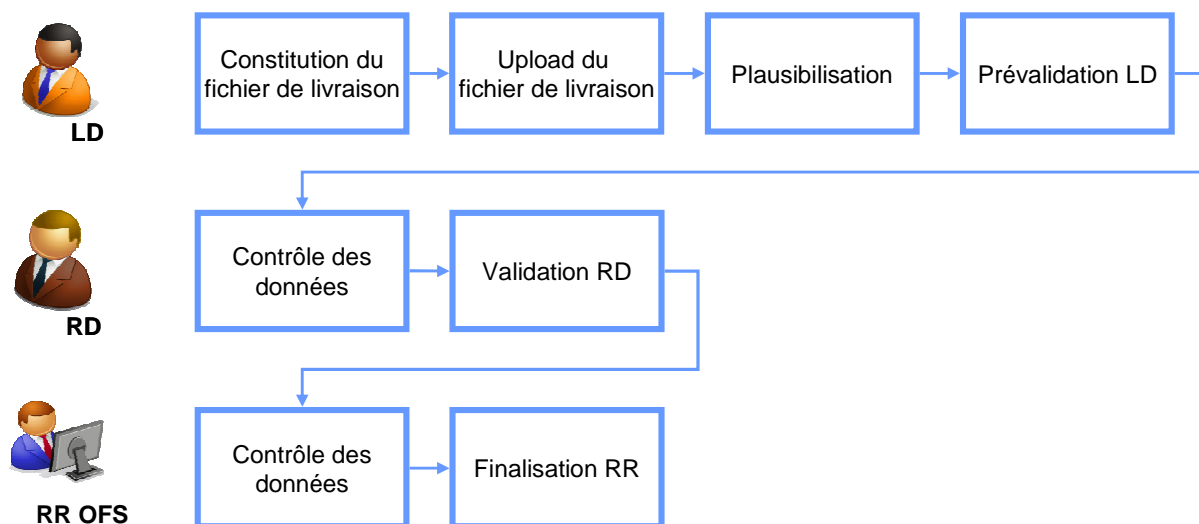 Constitution du
fichier de livraison
Upload du
fichier de livraison
Plausibilisation
Prévalidation LD
LD
Contrôle des
données
Validation RD
RD
Contrôle des
données
Finalisation RR
RR OFS